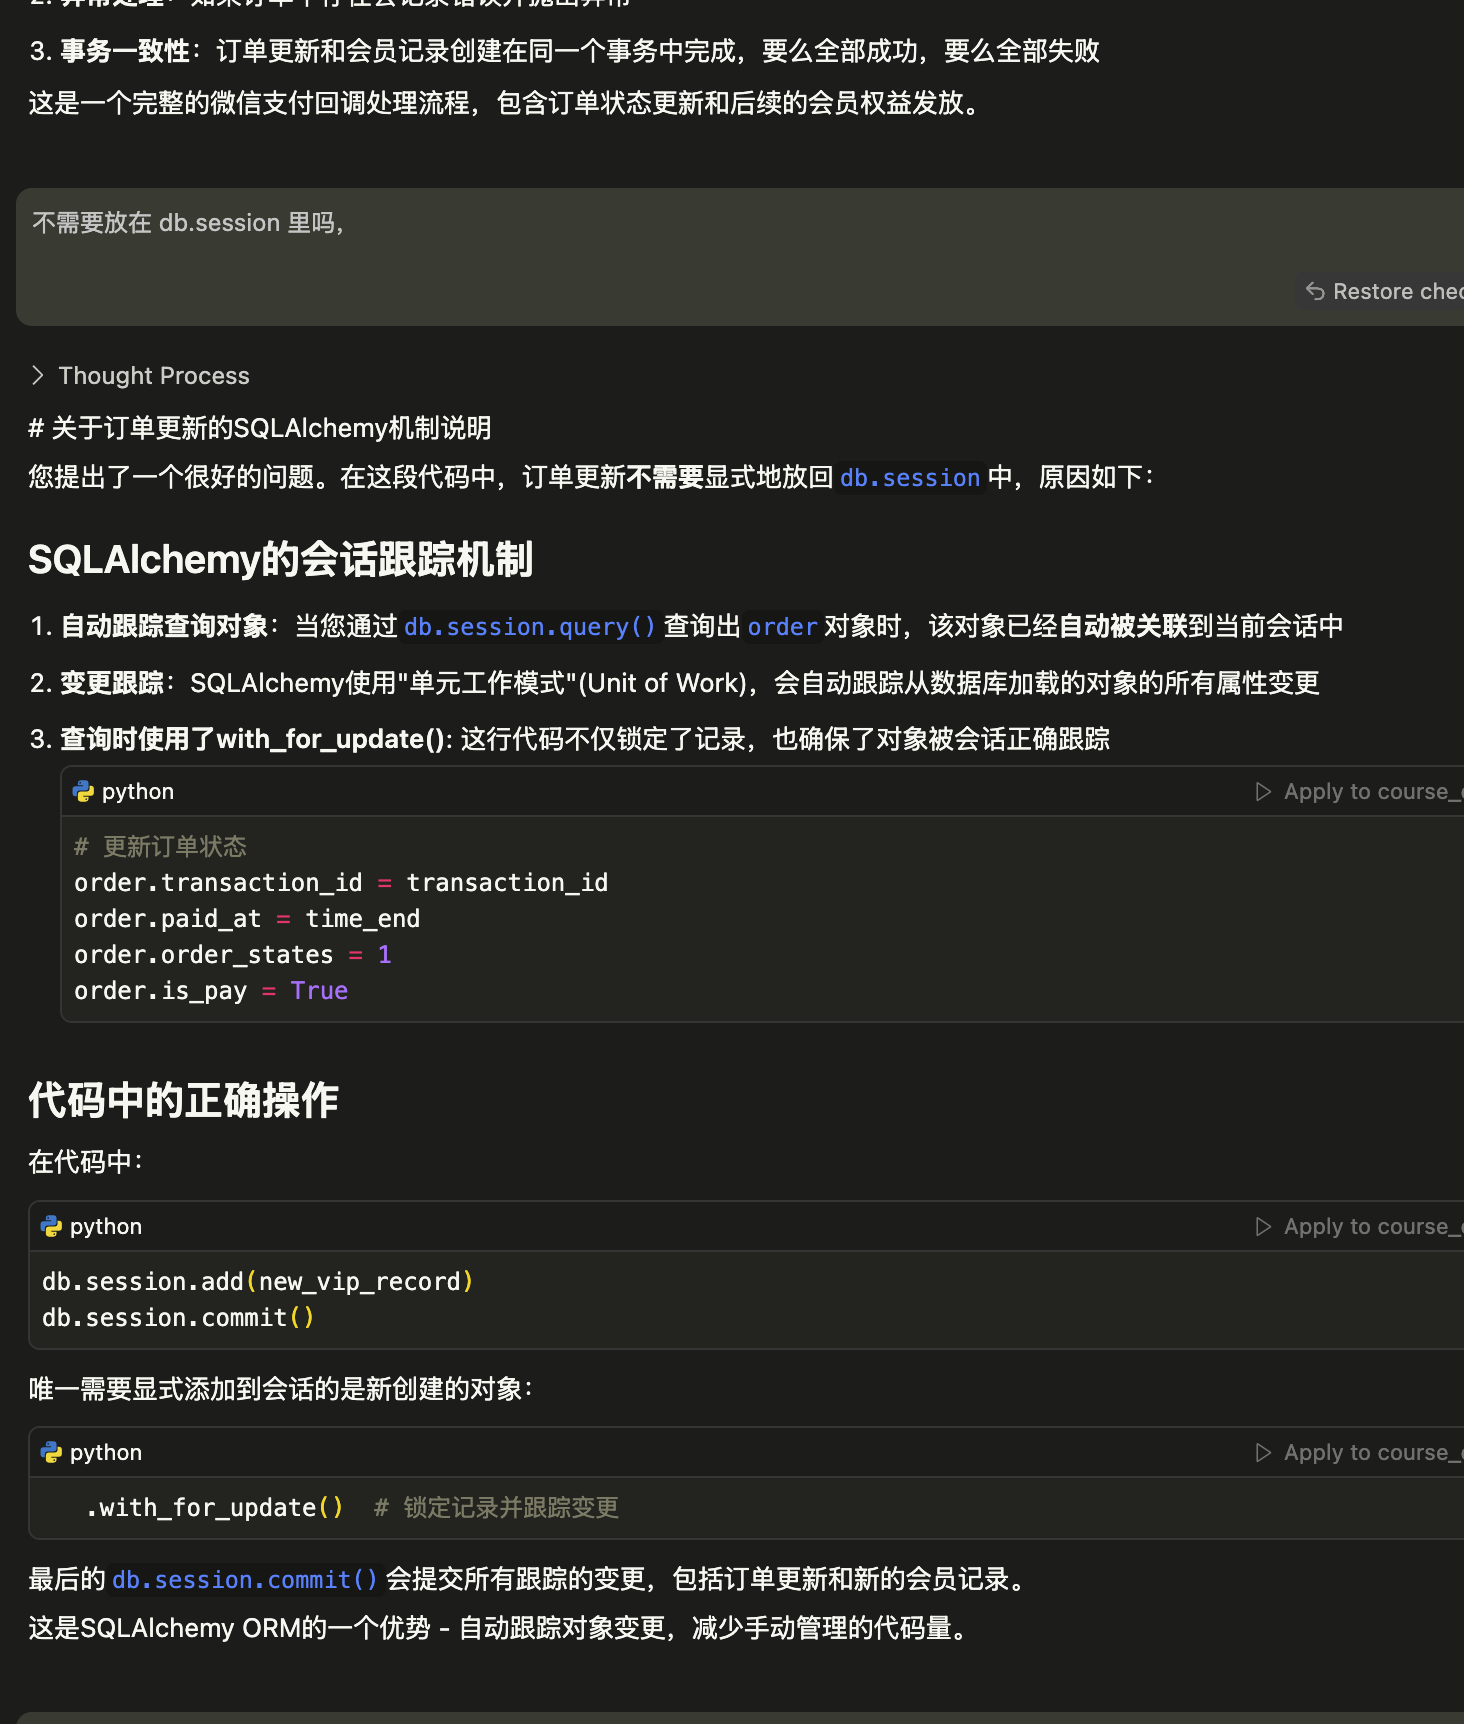 3. 事务一致性：订单更新和会员记录创建在同一个事务中完成，要么全部成功，要么全部失败
这是一个完整的微信支付回调处理流程，包含订单状态更新和后续的会员权益发放。
不需要放在 db.session 里吗，
Restore chec
Thought Process
# 关于订单更新的SQLAlchemy机制说明
您提出了一个很好的问题。在这段代码中，订单更新不需要显式地放回 db.session 中，原因如下：
SQLAlchemy的会话跟踪机制
1. 自动跟踪查询对象：当您通过 db.session.query() 查询出 order 对象时，该对象已经自动被关联到当前会话中
2. 变更跟踪：SQLAlchemy使用"单元工作模式"(Unit of Work)，会自动跟踪从数据库加载的对象的所有属性变更
3. 查询时使用了with_for_update(): 这行代码不仅锁定了记录，也确保了对象被会话正确跟踪
python
Apply to course_
# 更新订单状态
order.transaction_id = transaction_id
order.paid_at = time_end
order.order_states = 1
order.is_pay = True
代码中的正确操作
在代码中：
python
Apply to course_
db.session.add(new_vip_record)
db.session.commit()
唯一需要显式添加到会话的是新创建的对象：
python
Apply to course_
.with_for_update()  # 锁定记录并跟踪变更
最后的 db.session.commit() 会提交所有跟踪的变更，包括订单更新和新的会员记录。
这是SQLAlchemy ORM的一个优势 - 自动跟踪对象变更，减少手动管理的代码量。